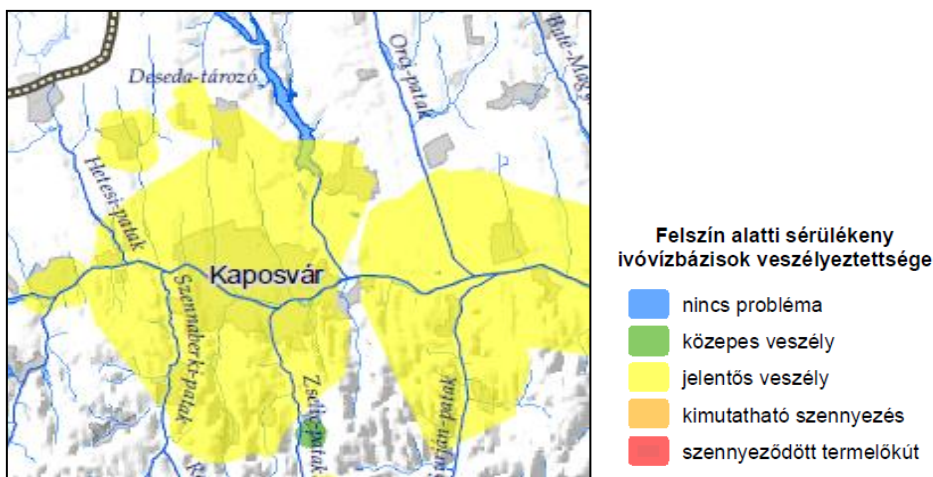 Deseda-tározó
Orci-patak
Hetesi-patak
Kaposvár
Szennaberki-patak
Zselic-patak
Felszín alatti sérülékeny
ivóvízbázisok veszélyeztettsége
nincs probléma
közepes veszély
jelentős veszély
kimutatható szennyezés
szennyeződött termelőkút